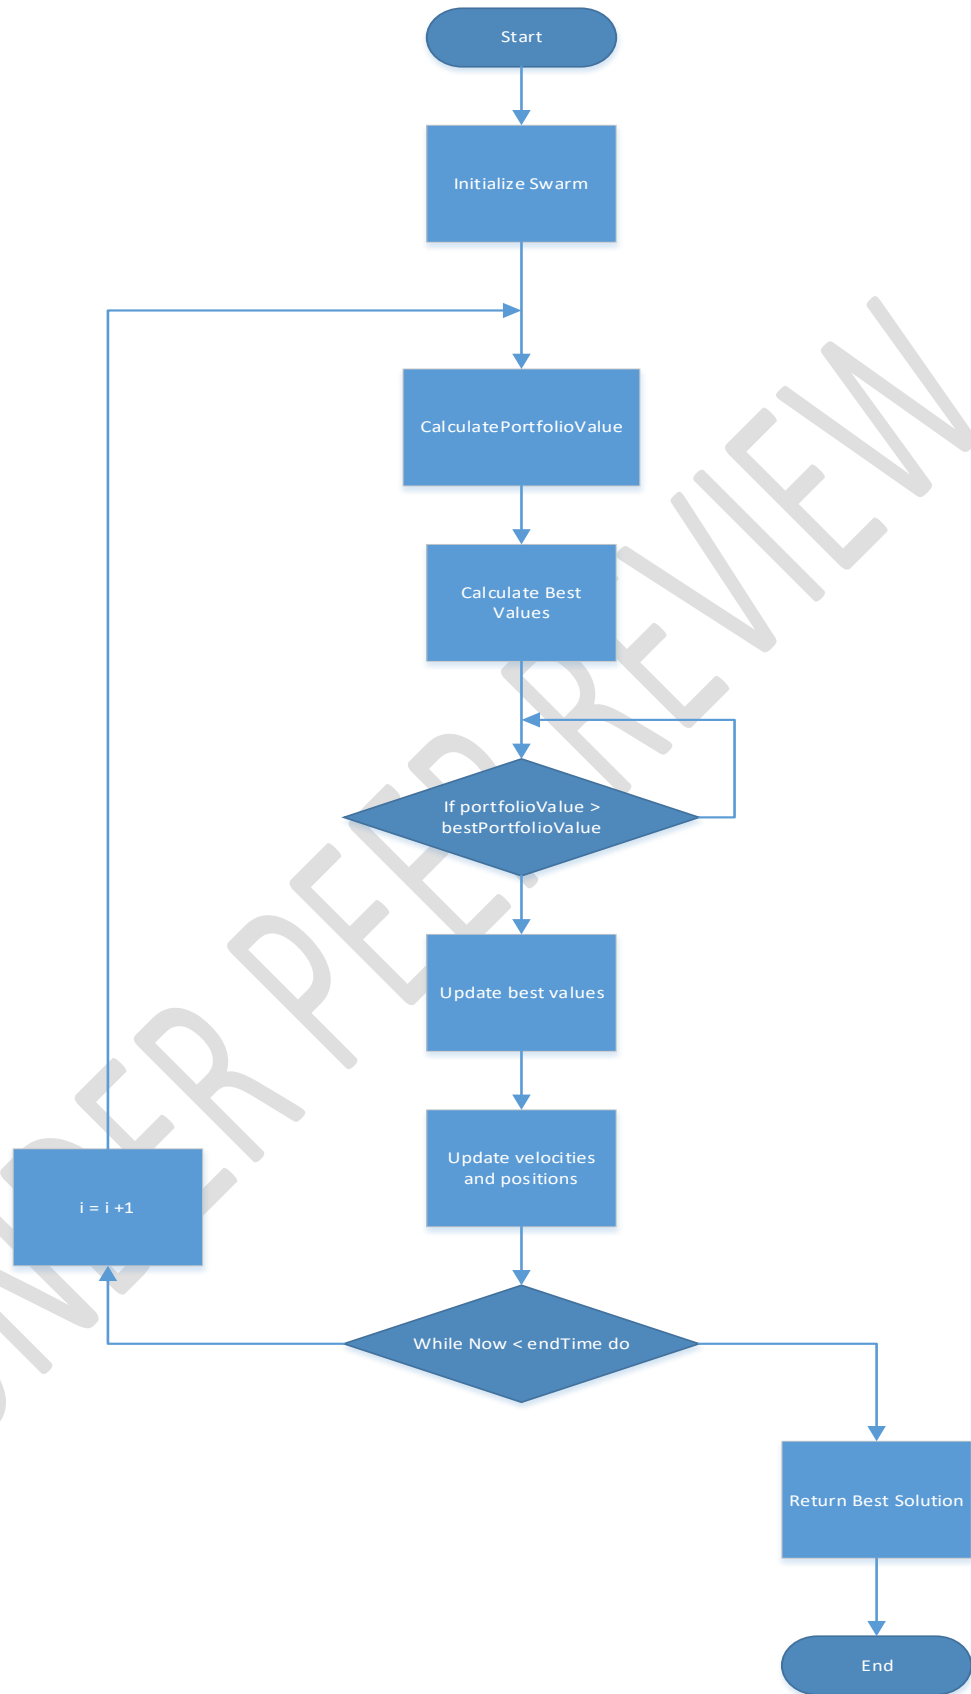 Start
Initialize Swarm
CalculatePortfolioValue
Calculate Best
Values
If portfolioValue >
bestPortfolioValue
Update best values
Update velocities
and positions
i = i +1
While Now < endTime do
Return Best Solution
End
UNDER PEER REVIEW